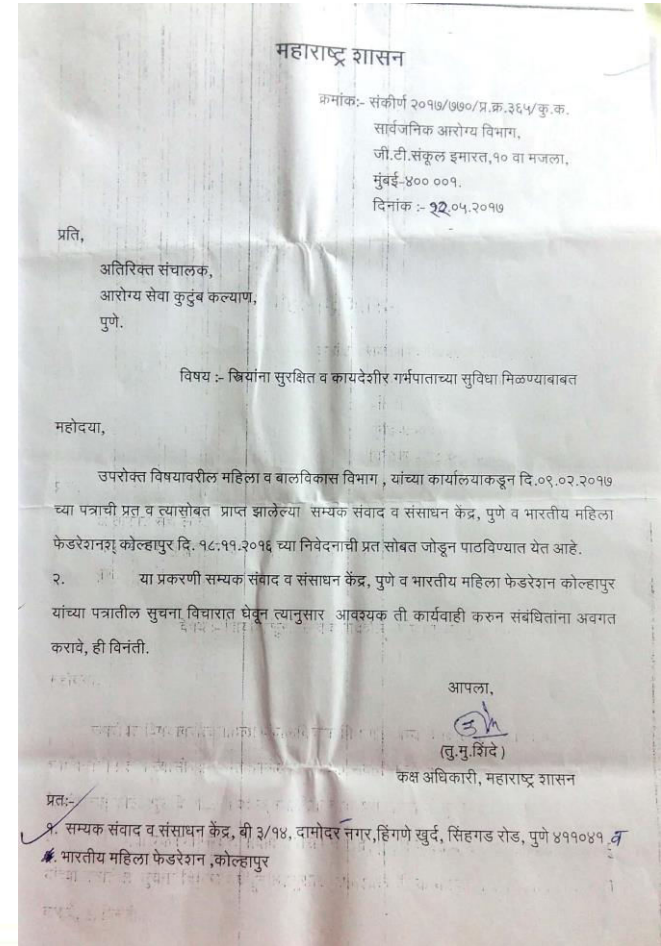 महाराष्ट्र शासन
क्रमांक:- संकीर्ण २०१७/७७०/प्र.क्र.३६५/कु.क.
सार्वजनिक आरोग्य विभाग,
जी.टी.संकूल इमारत,१० वा मजला,
मुंबई-४०० ००१.
दिनांक :- १२.०५.२०१७
प्रति,
अतिरिक्त संचालक,
आरोग्य सेवा कुटुंब कल्याण,
पुणे.
विषय :- स्त्रियांना सुरक्षित व कायदेशीर गर्भपाताच्या सुविधा मिळण्याबाबत
महोदया,
उपरोक्त विषयावरील महिला व बालविकास विभाग , यांच्या कार्यालयाकडून दि.०९.०२.२०१७
च्या पत्राची प्रत व त्यासोबत प्राप्त झालेल्या सम्यक संवाद व संसाधन केंद्र, पुणे व भारतीय महिला
फेडरेशन कोल्हापुर दि. १८.११.२०१६ च्या निवेदनाची प्रत सोबत जोडून पाठविण्यात येत आहे.
२. या प्रकरणी सम्यक संवाद व संसाधन केंद्र, पुणे व भारतीय महिला फेडरेशन कोल्हापुर
यांच्या पत्रातील सुचना विचारात घेवून त्यानुसार आवश्यक ती कार्यवाही करुन संबंधितांना अवगत
करावे, ही विनंती.
आपला,
(तु.मु.शिंदे)
कक्ष अधिकारी, महाराष्ट्र शासन
प्रत:-
१. सम्यक संवाद व संसाधन केंद्र, बी ३/१४, दामोदर नगर,हिंगणे खुर्द, सिंहगड रोड, पुणे ४११०४१ व
भारतीय महिला फेडरेशन ,कोल्हापुर